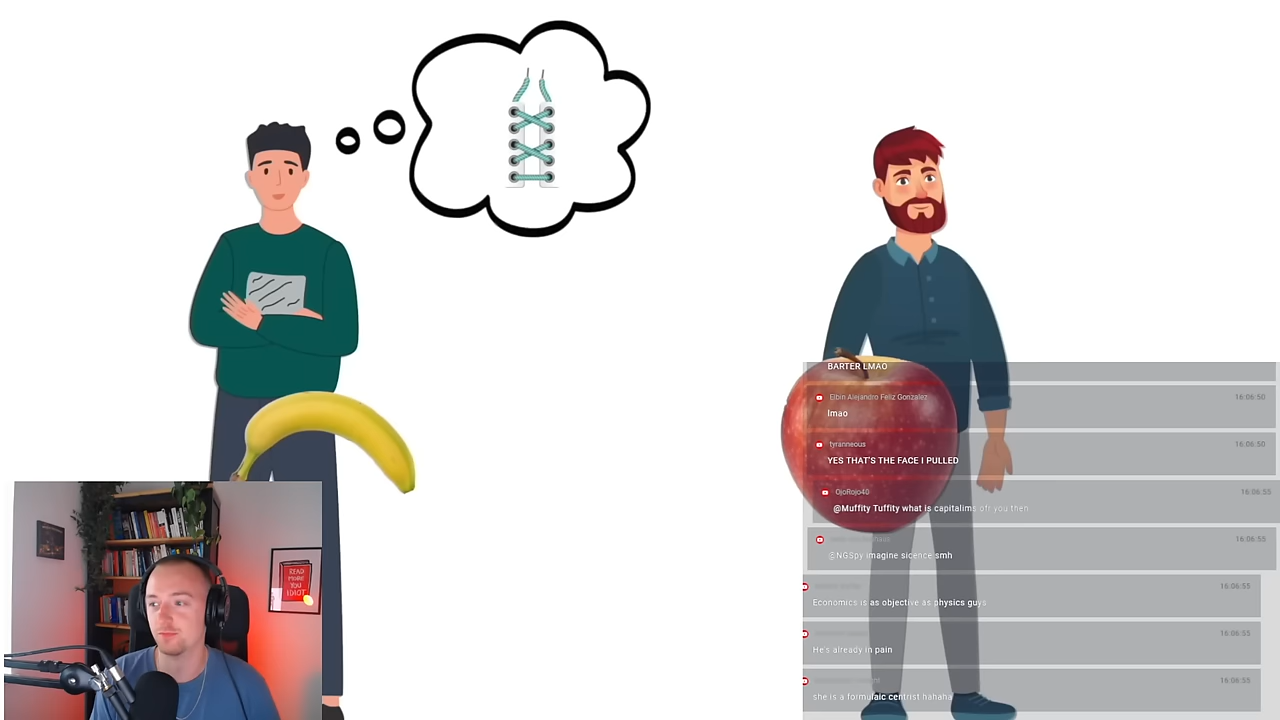 READ
MORE
YOU
IDIOT
BARTER LMAO
Elbin Alejandro Feliz Gonzalez
16:06:50
lmao
tyranneous
16:06:50
YES THAT'S THE FACE I PULLED
OjoRojo40
16:06:55
@Muffity Tuffity what is capitalims ofr you then
16:06:55
@NGSpy imagine sicence smh
16:06:55
Economics is as objective as physics guys
16:06:55
He's already in pain
16:06:55
she is a formulaic centrist hahaha